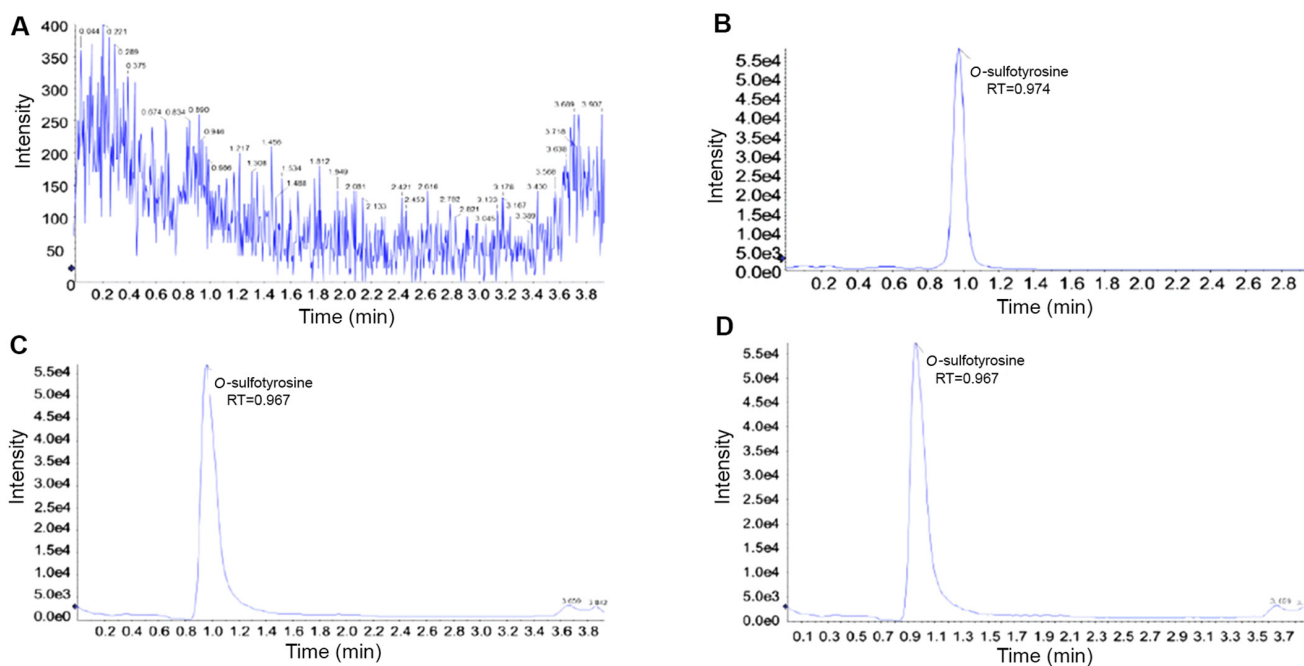 A
400
350
300
250
200
150
100
50
0
Intensity
0.044
0.221
0.289
0.375
0.674
0.834
0.890
0.946
0.986
1.217
1.308
1.456
1.488
1.534
1.812
1.949
2.081
2.133
2.421
2.453
2.616
2.782
2.821
3.045
3.133
3.176
3.167
3.389
3.430
3.568
3.638
3.718
3.689
3.907
0.2 0.4 0.6 0.8 1.0 1.2 1.4 1.6 1.8 2.0 2.2 2.4 2.6 2.8 3.0 3.2 3.4 3.6 3.8
Time (min)
B
5.5e4
5.0e4
4.5e4
4.0e4
3.5e4
3.0e4
2.5e4
2.0e4
1.5e4
1.0e4
5.0e3
0.0e0
Intensity
O-sulfotyrosine
RT=0.974
0.2 0.4 0.6 0.8 1.0 1.2 1.4 1.6 1.8 2.0 2.2 2.4 2.6 2.8
Time (min)
C
5.5e4
5.0e4
4.5e4
4.0e4
3.5e4
3.0e4
2.5e4
2.0e4
1.5e4
1.0e4
5.0e3
0.0e0
Intensity
O-sulfotyrosine
RT=0.967
3.659
3.842
0.2 0.4 0.6 0.8 1.0 1.2 1.4 1.6 1.8 2.0 2.2 2.4 2.6 2.8 3.0 3.2 3.4 3.6 3.8
Time (min)
D
5.5e4
5.0e4
4.5e4
4.0e4
3.5e4
3.0e4
2.5e4
2.0e4
1.5e4
1.0e4
5.0e3
0.0e0
Intensity
O-sulfotyrosine
RT=0.967
0.1 0.3 0.5 0.7 0.9 1.1 1.3 1.5 1.7 1.9 2.1 2.3 2.5 2.7 2.9 3.1 3.3 3.5 3.7
Time (min)